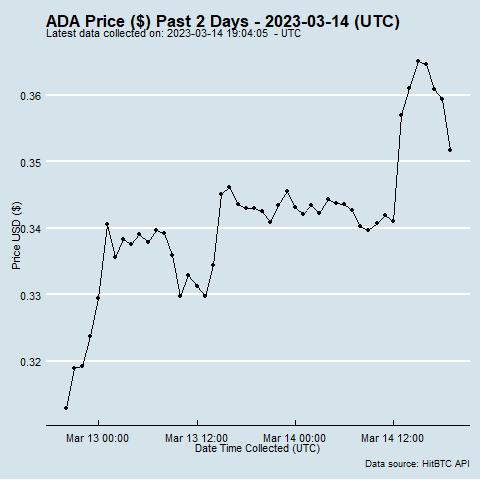 ADA Price ($) Past 2 Days - 2023-03-14 (UTC)
Latest data collected on: 2023-03-14 19:04:05  - UTC
0.36
0.35
0.34
0.33
0.32
Price USD ($)
Mar 13 00:00 Mar 13 12:00 Mar 14 00:00 Mar 14 12:00
Date Time Collected (UTC)
Data source: HitBTC API